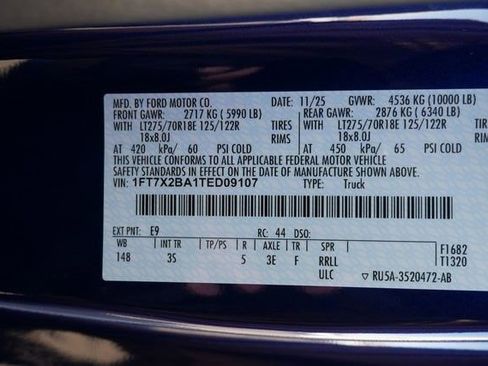 MFD. BY FORD MOTOR CO. DATE: 11/25 GVWR: 4536 KG (10000 LB)
FRONT GAWR: 2717 KG ( 5990 LB) REAR GAWR: 2876 KG ( 6340 LB)
WITH LT275/70R18E 125/122R TIRES WITH LT275/70R18E 125/122R TIRES
18x8.0J RIMS 18x8.0J RIMS
AT 420 kPa/ 60 PSI COLD AT 450 kPa/ 65 PSI COLD
THIS VEHICLE CONFORMS TO ALL APPLICABLE FEDERAL MOTOR VEHICLE
SAFETY STANDARDS IN EFFECT ON THE DATE OF MANUFACTURE SHOWN ABOVE.
VIN: 1FT7X2BA1TED09107 TYPE: Truck
EXT PNT: E9 RC: 44 DSO:
WB INT TR TP/PS R AXLE TR SPR F1682
148 3S 5 3E F RRLL T1320
ULC RU5A-3520472-AB